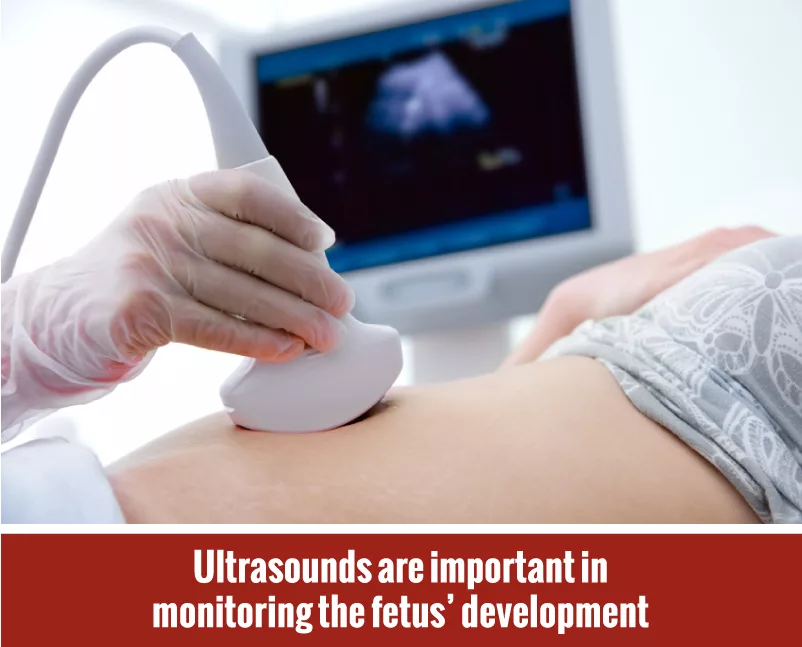 Ultrasounds are important in
monitoring the fetus’ development